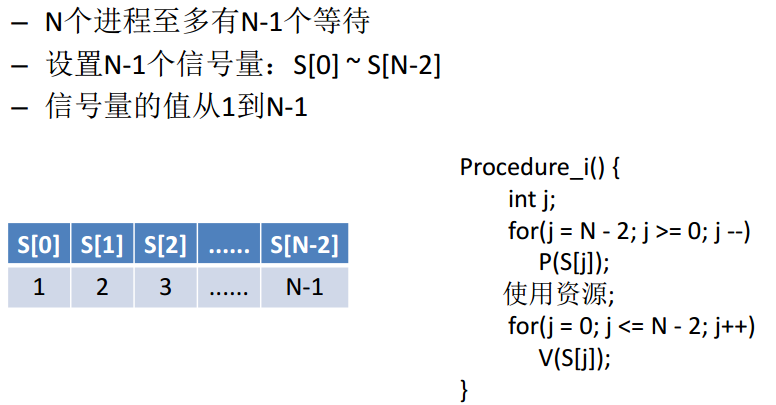 – N个进程至多有N-1个等待
– 设置N-1个信号量：S[0] ~ S[N-2]
– 信号量的值从1到N-1
S[0] S[1] S[2] ...... S[N-2]
1 2 3 ...... N-1
Procedure_i() {
int j;
for(j = N - 2; j >= 0; j --)
P(S[j]);
使用资源;
for(j = 0; j <= N - 2; j++)
V(S[j]);
}